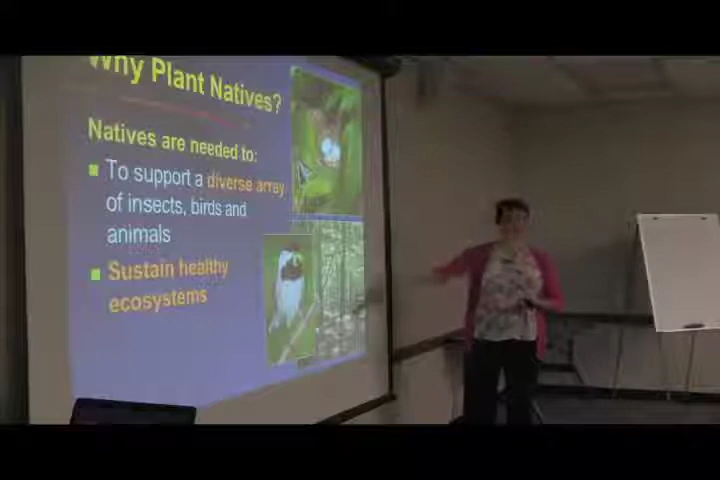 Why Plant Natives?
Natives are needed to:
To support a diverse array
of insects, birds and
animals
Sustain healthy
ecosystems